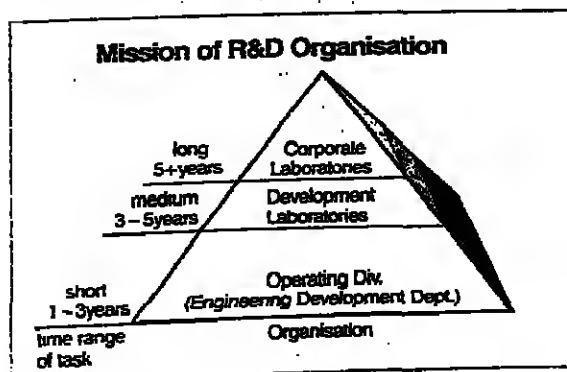 Mission of R&D Organisation
long
5+years
Corporate
Laboratories
medium
3–5years
Development
Laboratories
short
1–3years
Operating Div.
(Engineering Development Dept.)
time range
of task
Organisation